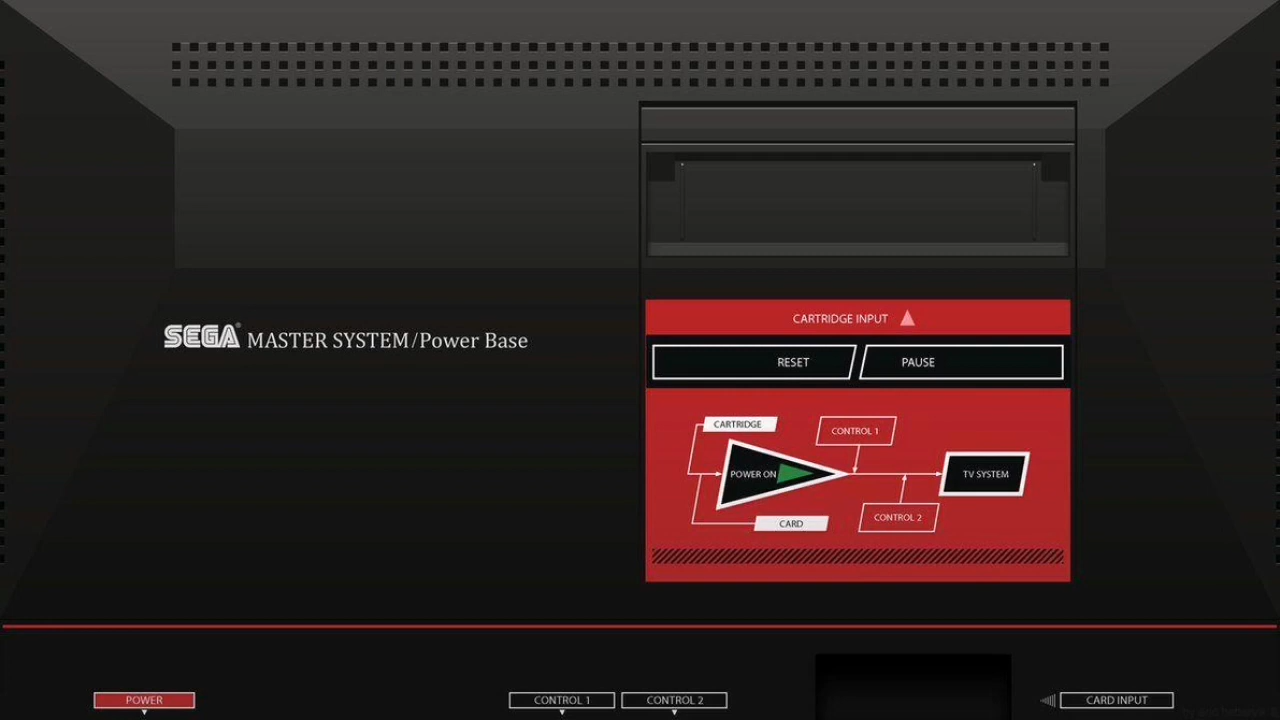 SEGA® MASTER SYSTEM/Power Base
CARTRIDGE INPUT
RESET
PAUSE
CARTRIDGE
CONTROL 1
POWER ON
TV SYSTEM
CONTROL 2
CARD
POWER
CONTROL 1
CONTROL 2
CARD INPUT